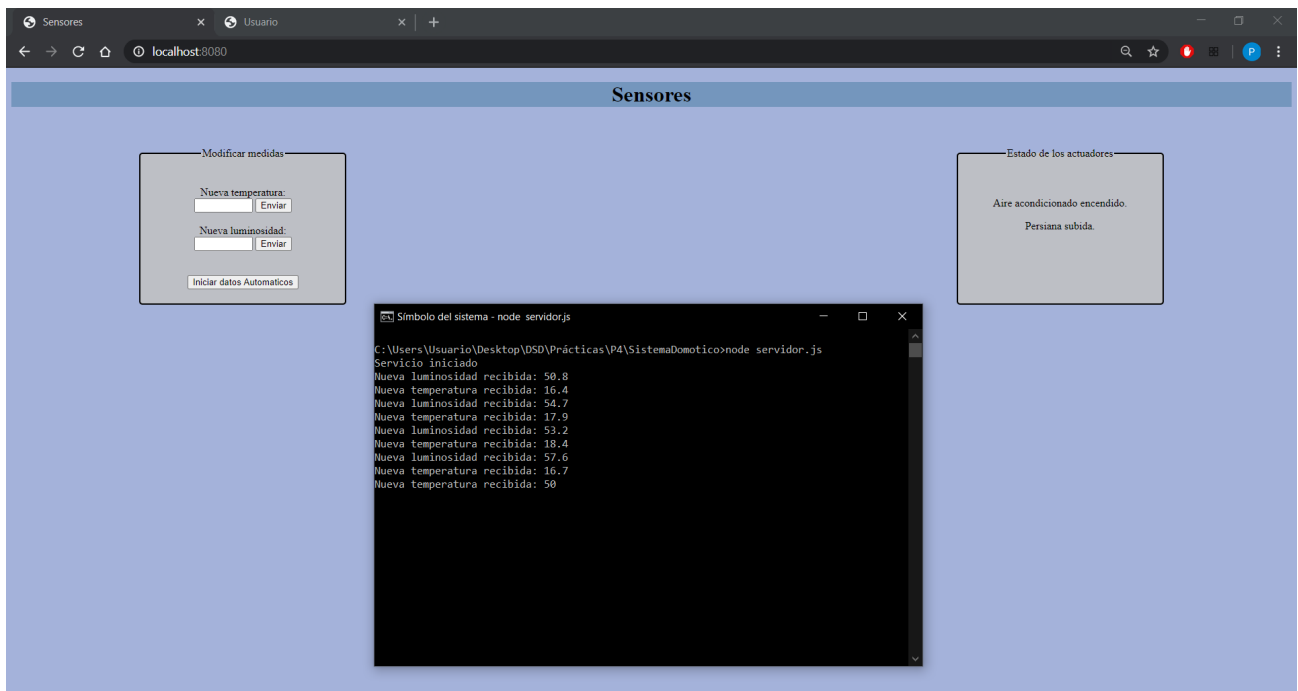 Sensores
Usuario
localhost:8080
P
Sensores
Modificar medidas
Nueva temperatura:
Enviar
Nueva luminosidad:
Enviar
Iniciar datos Automaticos
Estado de los actuadores
Aire acondicionado encendido.
Persiana subida.
Símbolo del sistema - node servidor.js
C:\Users\Usuario\Desktop\DSD\Prácticas\P4\SistemaDomotico>node servidor.js
Servicio iniciado
Nueva luminosidad recibida: 50.8
Nueva temperatura recibida: 16.4
Nueva luminosidad recibida: 54.7
Nueva temperatura recibida: 17.9
Nueva luminosidad recibida: 53.2
Nueva temperatura recibida: 18.4
Nueva luminosidad recibida: 57.6
Nueva temperatura recibida: 16.7
Nueva temperatura recibida: 50